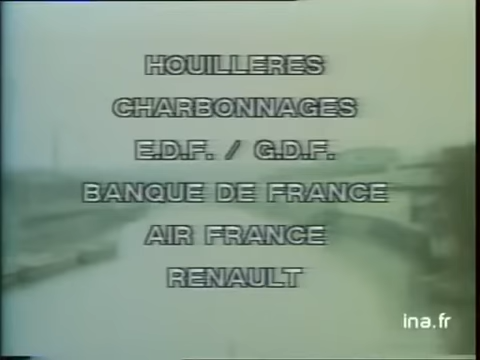 HOUILLERES
CHARBONNAGES
E.D.F. / G.D.F.
BANQUE DE FRANCE
AIR FRANCE
RENAULT
ina.fr